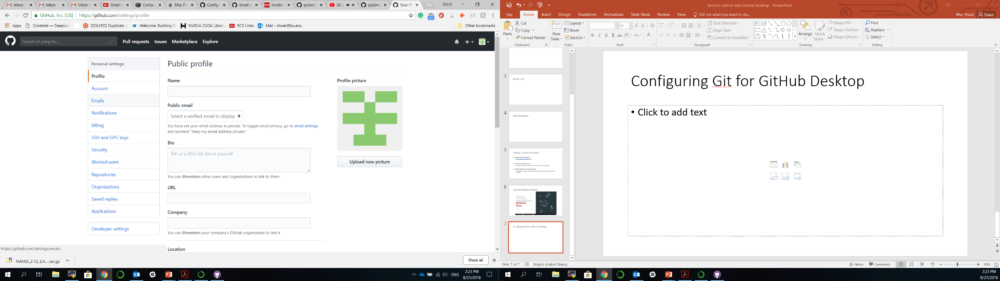 Inbox -
Inbox -
Inbox (
Green F
Contac
Mac Pr
Configu
Email s
Inciden
pytorch
(6) 2
pybind
Your Pr
Shuai
GitHub, Inc. [US]
https://github.com/settings/profile
OFF
Apps
Contents — DeepLea
[SOLVED] Duplicate s
Welcome: Building D
NVIDIA CUDA Library
RCS Links
Mail - shwei@bu.edu
Other bookmarks
Search or jump to...
/
Pull requests
Issues
Marketplace
Explore
Personal settings
Profile
Account
Emails
Notifications
Billing
SSH and GPG keys
Security
Blocked users
Repositories
Organizations
Saved replies
Applications
Developer settings
Public profile
Name
Public email
Select a verified email to display
You have set your email address to private. To toggle email privacy, go to email settings
and uncheck "Keep my email address private."
Bio
Tell us a little bit about yourself
You can @mention other users and organizations to link to them.
URL
Company
You can @mention your company's GitHub organization to link it.
Location
Profile picture
Upload new picture
https://github.com/settings/emails
NAMD_2.12_Lin....tar.gz
Show all
ENG
2:23 PM
8/21/2018
Version control with Github Desktop - PowerPoint
File
Home
Insert
Design
Transitions
Animations
Slide Show
Review
View
Tell me what you want to do...
Wei, Shuai
Share
Paste
Cut
Copy
Format Painter
Clipboard
New
Slide
Layout
Reset
Section
Slides
44
B I U S abc AV Aa A
Font
Text Direction
Align Text
Convert to SmartArt
Paragraph
Arrange
Quick
Styles
Shape Fill
Shape Outline
Shape Effects
Drawing
Find
Replace
Select
Editing
3
github.com
4
GitHub desktop
5
Setting up GitHub Desktop
6
Authenticating to GitHub
7
Configuring Git for GitHub Desktop
Configuring Git for GitHub Desktop
• Click to add text
Slide 7 of 7
English (United States)
Notes
Comments
88%
2:23 PM
8/21/2018